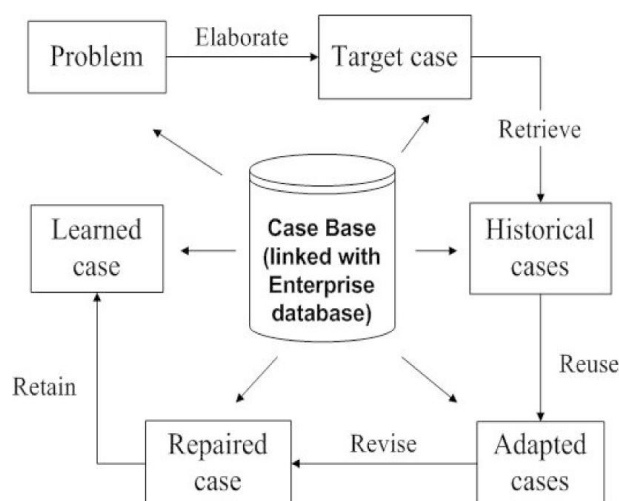 Problem
Elaborate
Target case
Retrieve
Historical
cases
Reuse
Adapted
cases
Revise
Repaired
case
Retain
Learned
case
Case Base
(linked with
Enterprise
database)